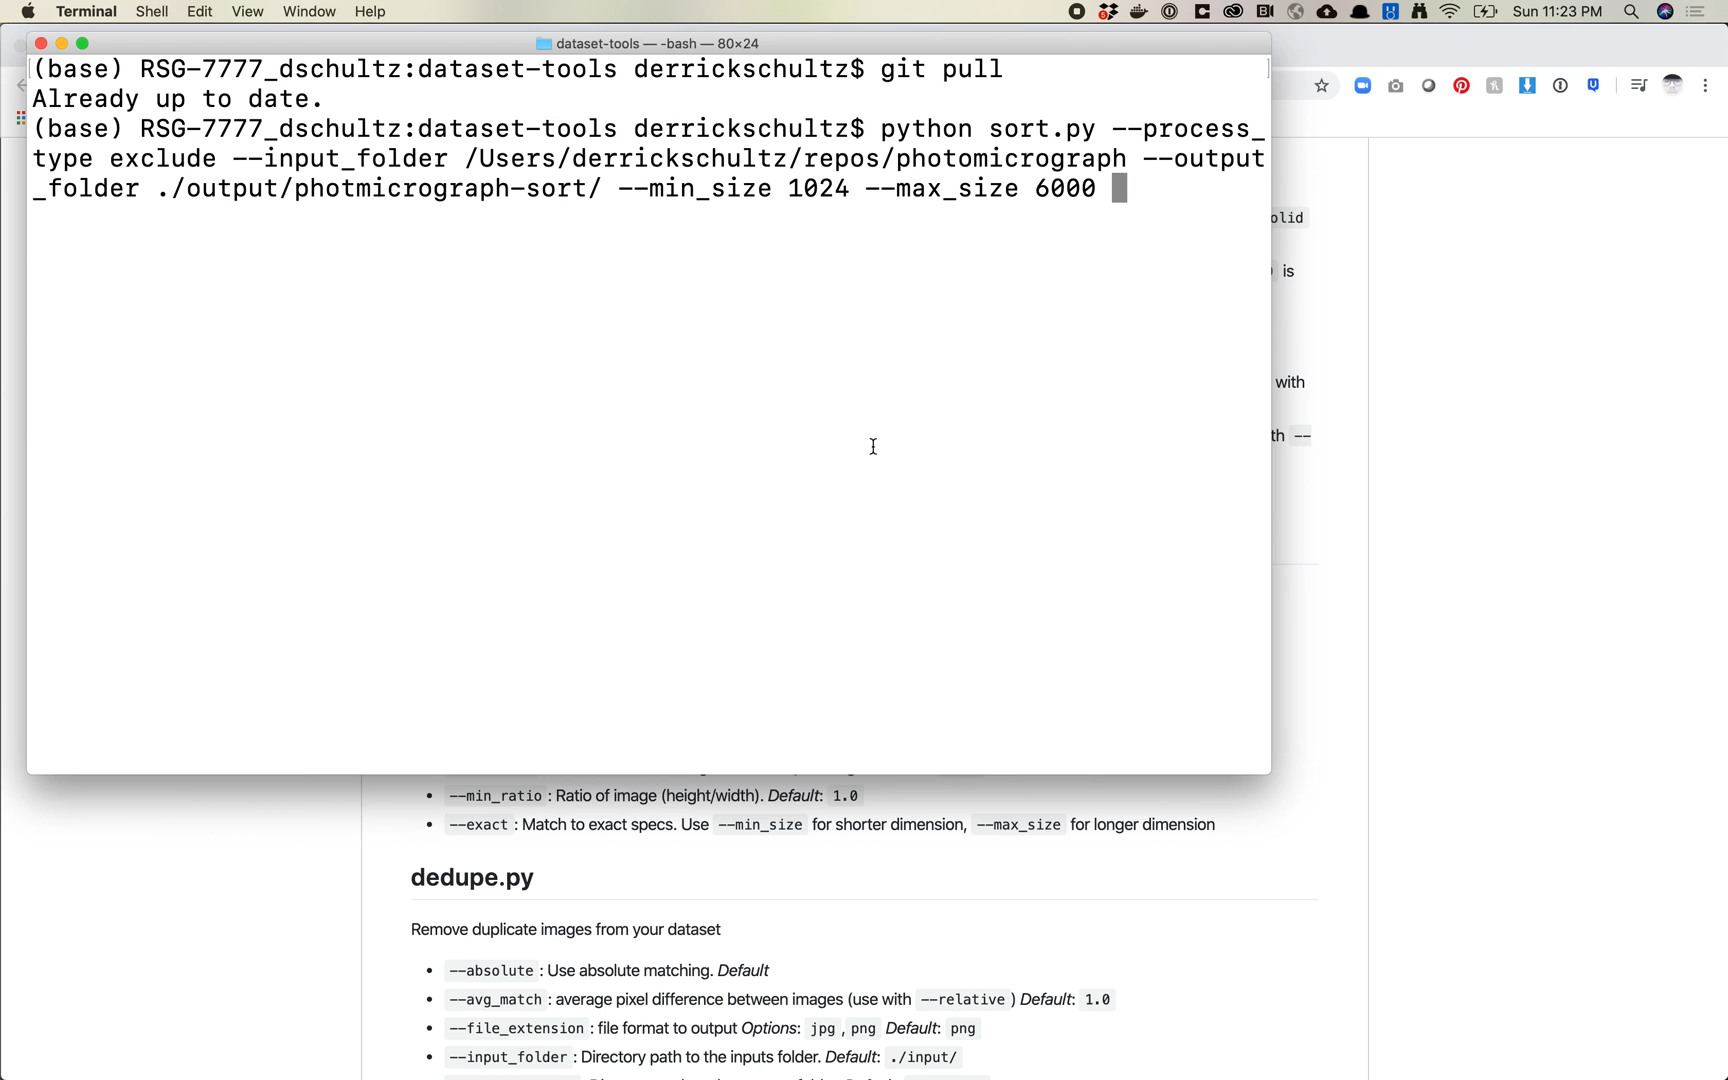 Terminal Shell Edit View Window Help Sun 11:23 PM
dataset-tools — -bash — 80×24
(base) RSG-7777_dschultz:dataset-tools derrickschultz$ git pull
Already up to date.
(base) RSG-7777_dschultz:dataset-tools derrickschultz$ python sort.py --process_
type exclude --input_folder /Users/derrickschultz/repos/photomicrograph --output
_folder ./output/photmicrograph-sort/ --min_size 1024 --max_size 6000
olid
is
with
th --
--min_ratio : Ratio of image (height/width). Default: 1.0
--exact : Match to exact specs. Use --min_size for shorter dimension, --max_size for longer dimension
dedupe.py
Remove duplicate images from your dataset
--absolute : Use absolute matching. Default
--avg_match : average pixel difference between images (use with --relative ) Default: 1.0
--file_extension : file format to output Options: jpg , png Default: png
--input_folder : Directory path to the inputs folder. Default: ./input/